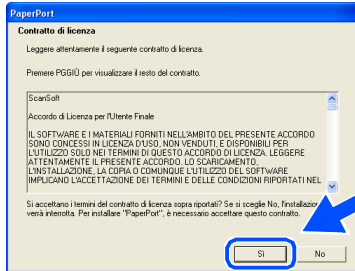 PaperPort
Contratto di licenza
Leggere attentamente il seguente contratto di licenza.
Premere PGGIÙ per visualizzare il resto del contratto.
ScanSoft
Accordo di Licenza per l'Utente Finale
IL SOFTWARE E I MATERIALI FORNITI NELL'AMBITO DEL PRESENTE ACCORDO
SONO CONCESSI IN LICENZA D'USO, NON VENDUTI, E DISPONIBILI PER
L'UTILIZZO SOLO NEI TERMINI DI QUESTO ACCORDO DI LICENZA. LEGGERE
ATTENTAMENTE IL PRESENTE ACCORDO. LO SCARICAMENTO,
L'INSTALLAZIONE, LA COPIA O COMUNQUE L'UTILIZZO DEL SOFTWARE
IMPLICANO L'ACCETTAZIONE DEI TERMINI E DELLE CONDIZIONI RIPORTATI NEL
Si accettano i termini del contratto di licenza sopra riportati? Se si sceglie No, l'installazione
verrà interrotta. Per installare "PaperPort", è necessario accettare questo contratto.
Sì No